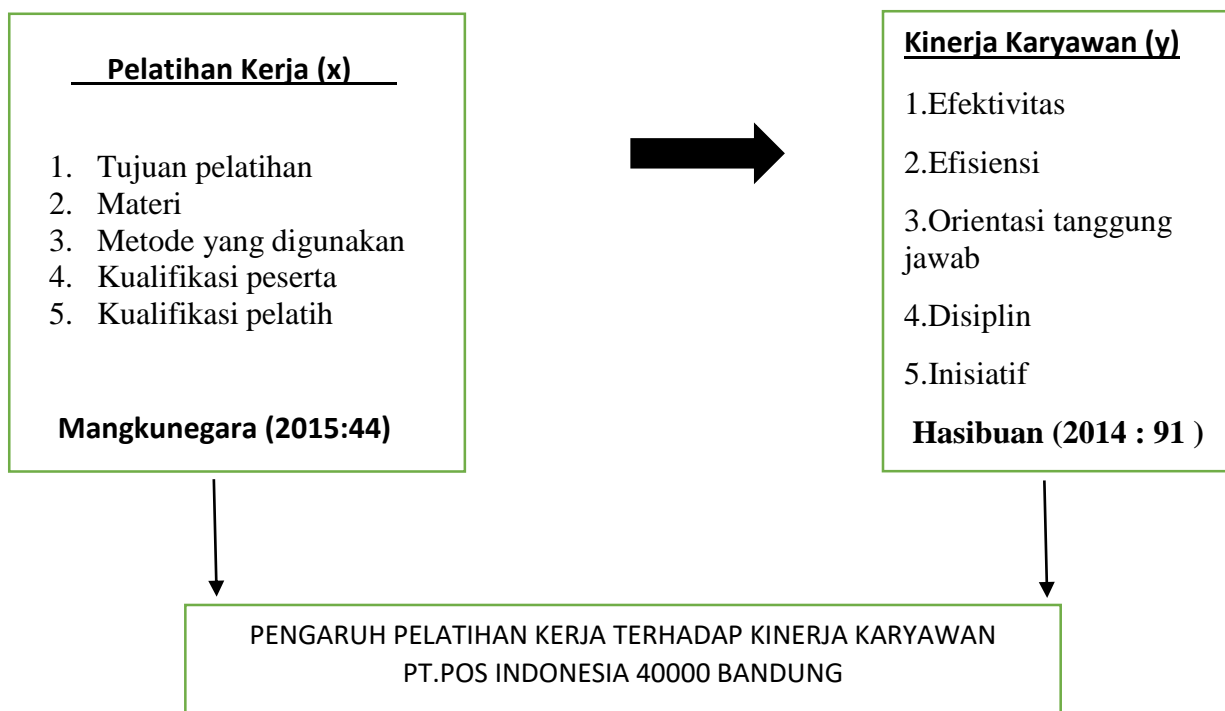 Pelatihan Kerja (x)
1. Tujuan pelatihan
2. Materi
3. Metode yang digunakan
4. Kualifikasi peserta
5. Kualifikasi pelatih
Mangkunegara (2015:44)
Kinerja Karyawan (y)
1.Efektivitas
2.Efisiensi
3.Orientasi tanggung
jawab
4.Disiplin
5.Inisiatif
Hasibuan (2014 : 91 )
PENGARUH PELATIHAN KERJA TERHADAP KINERJA KARYAWAN
PT.POS INDONESIA 40000 BANDUNG